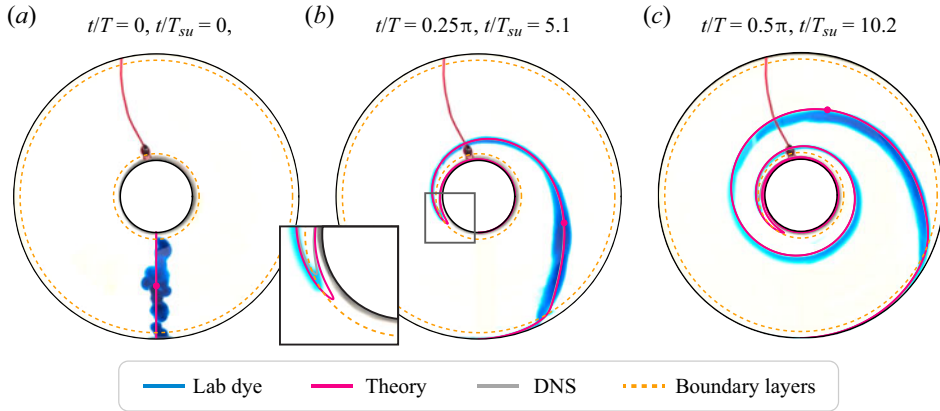 (a)
t/T = 0, t/T_su = 0,
(b)
t/T = 0.25π, t/T_su = 5.1
(c)
t/T = 0.5π, t/T_su = 10.2
Lab dye
Theory
DNS
Boundary layers